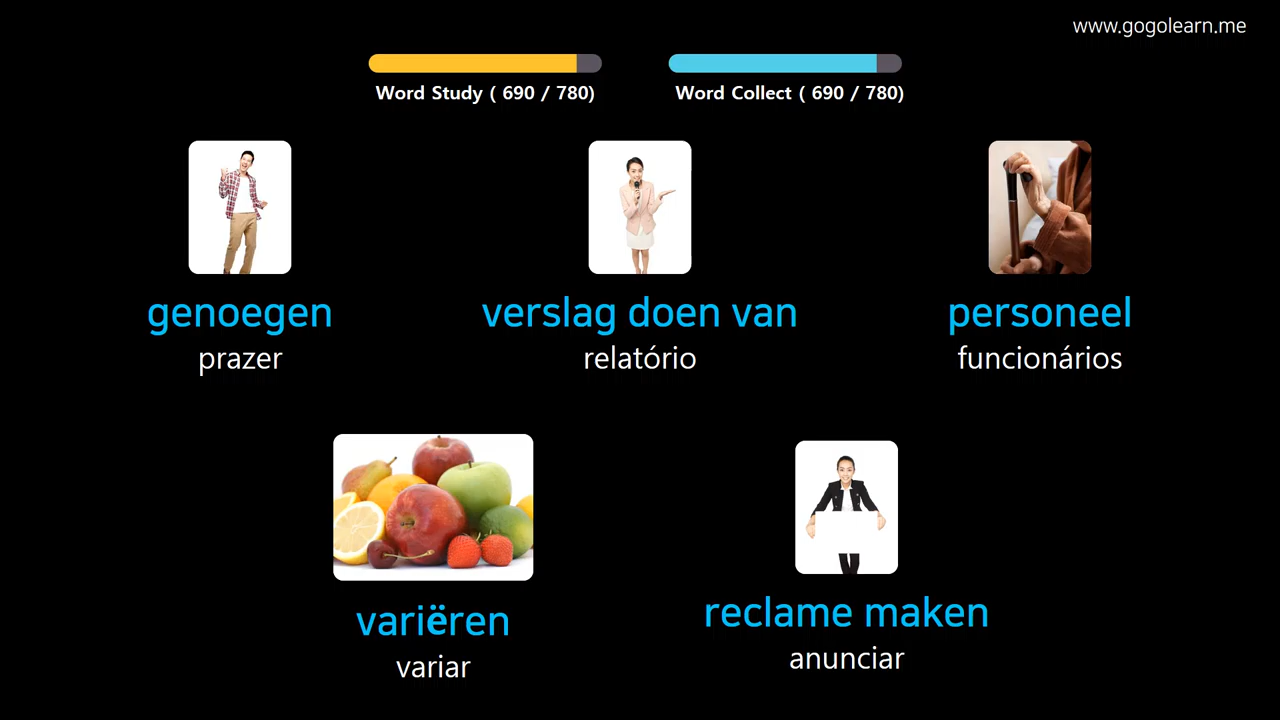 www.gogolearn.me
Word Study ( 690 / 780)
Word Collect ( 690 / 780)
genoegen
prazer
verslag doen van
relatório
personeel
funcionários
variëren
variar
reclame maken
anunciar